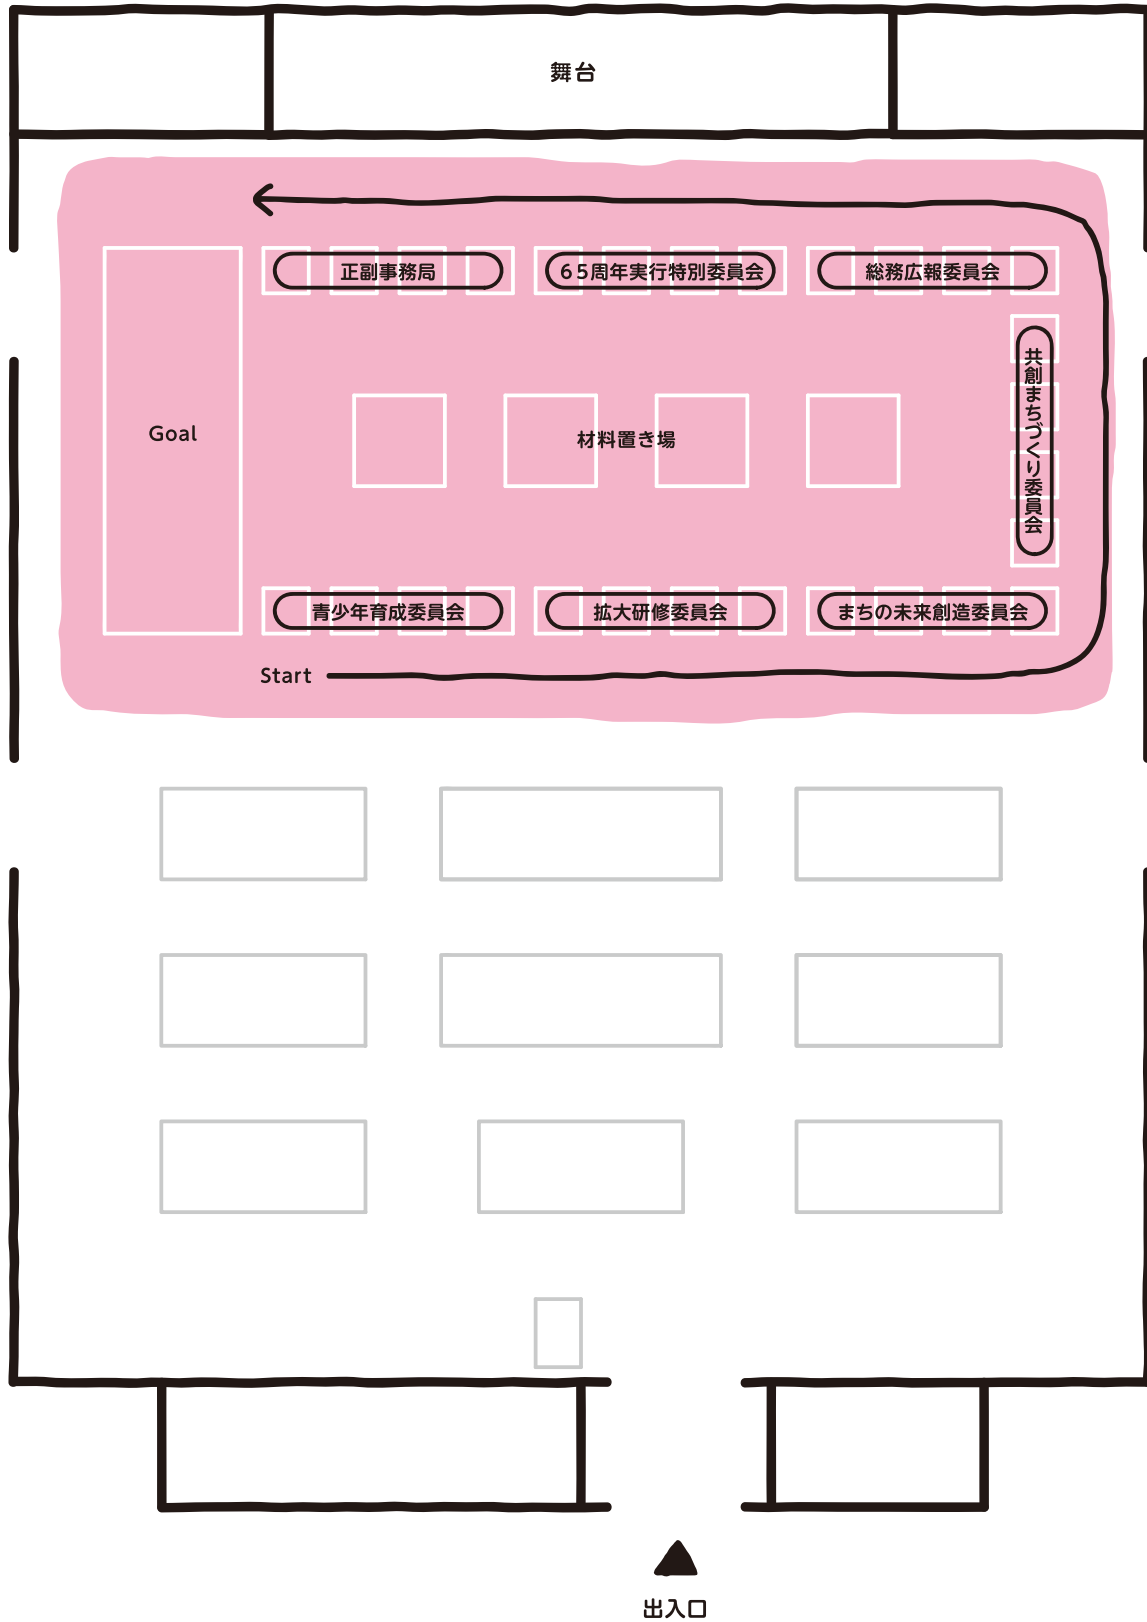 舞台
正副事務局
65周年実行特別委員会
総務広報委員会
共創まちづくり委員会
Goal
材料置き場
青少年育成委員会
拡大研修委員会
まちの未来創造委員会
Start
出入口